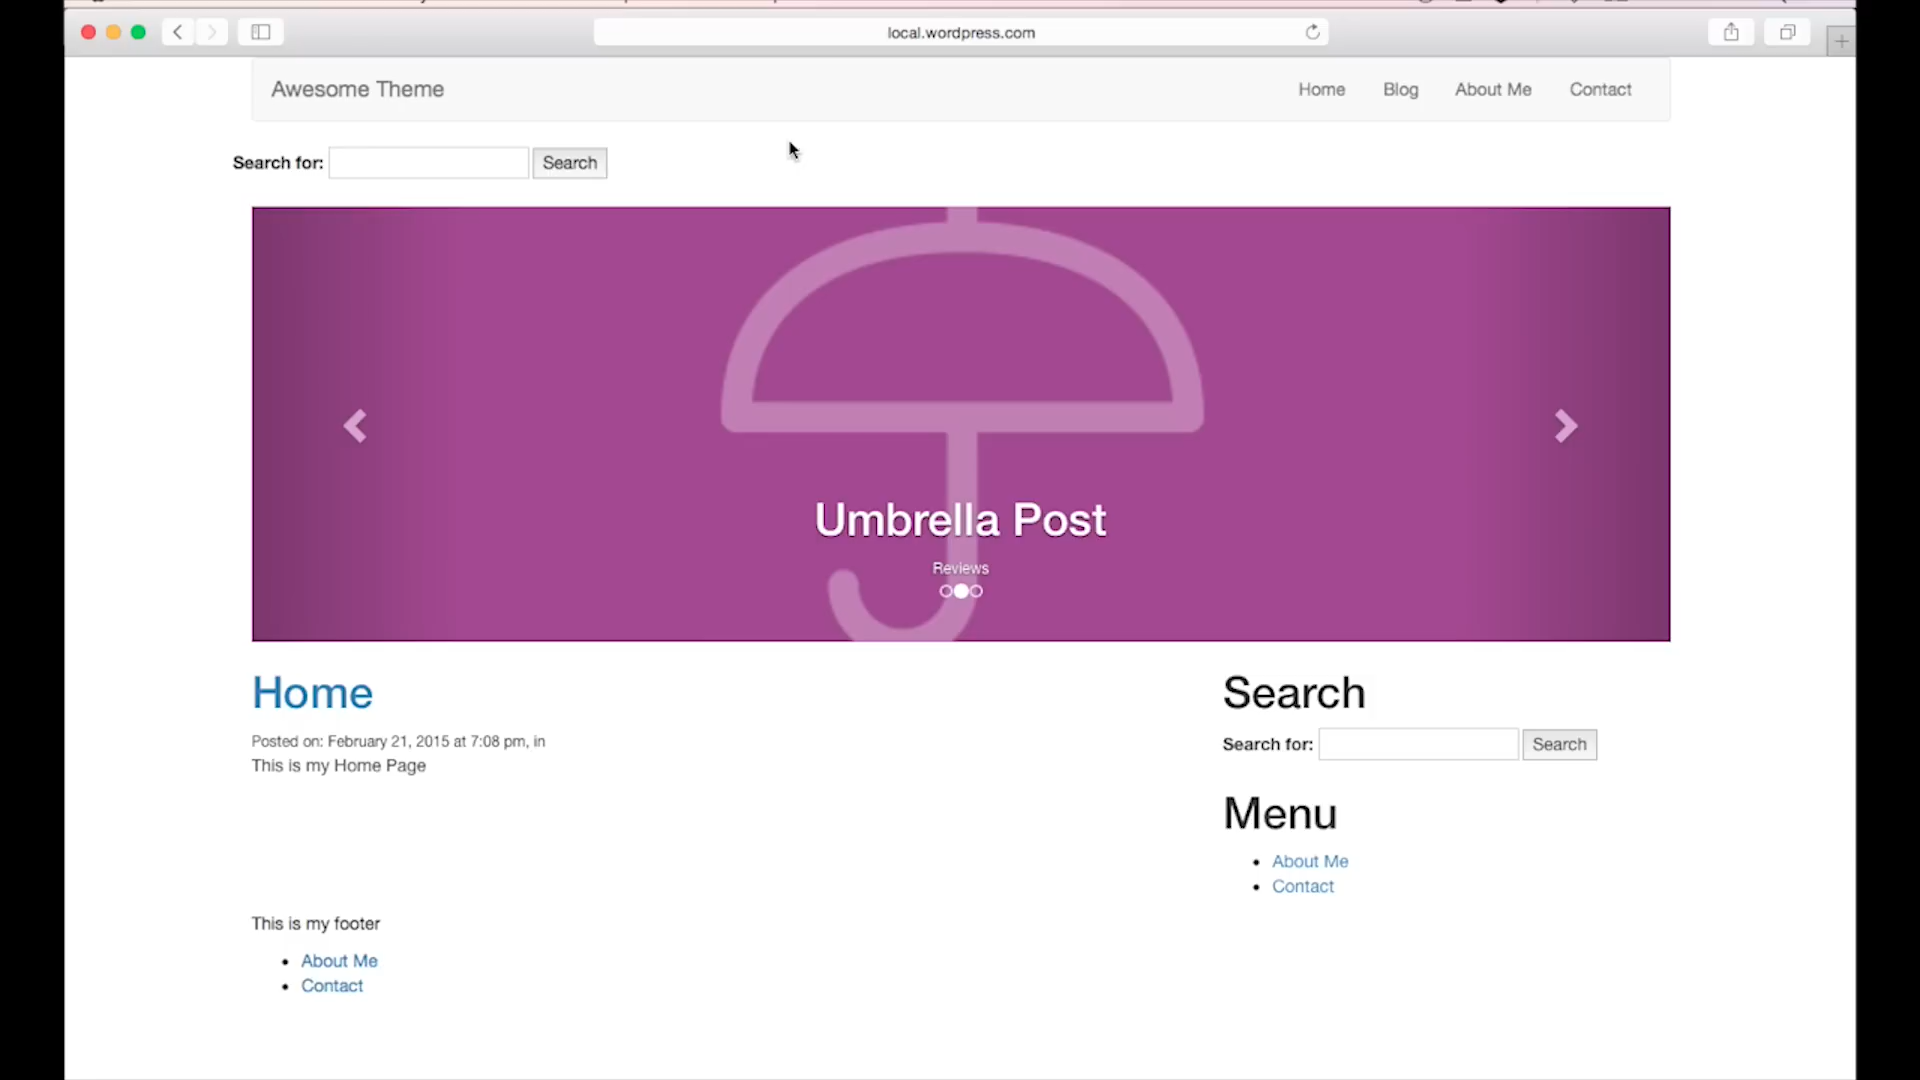 local.wordpress.com
Awesome Theme
Home
Blog
About Me
Contact
Search for:
Search
Umbrella Post
Reviews
Home
Posted on: February 21, 2015 at 7:08 pm, in
This is my Home Page
Search
Search for:
Search
Menu
About Me
Contact
This is my footer
About Me
Contact